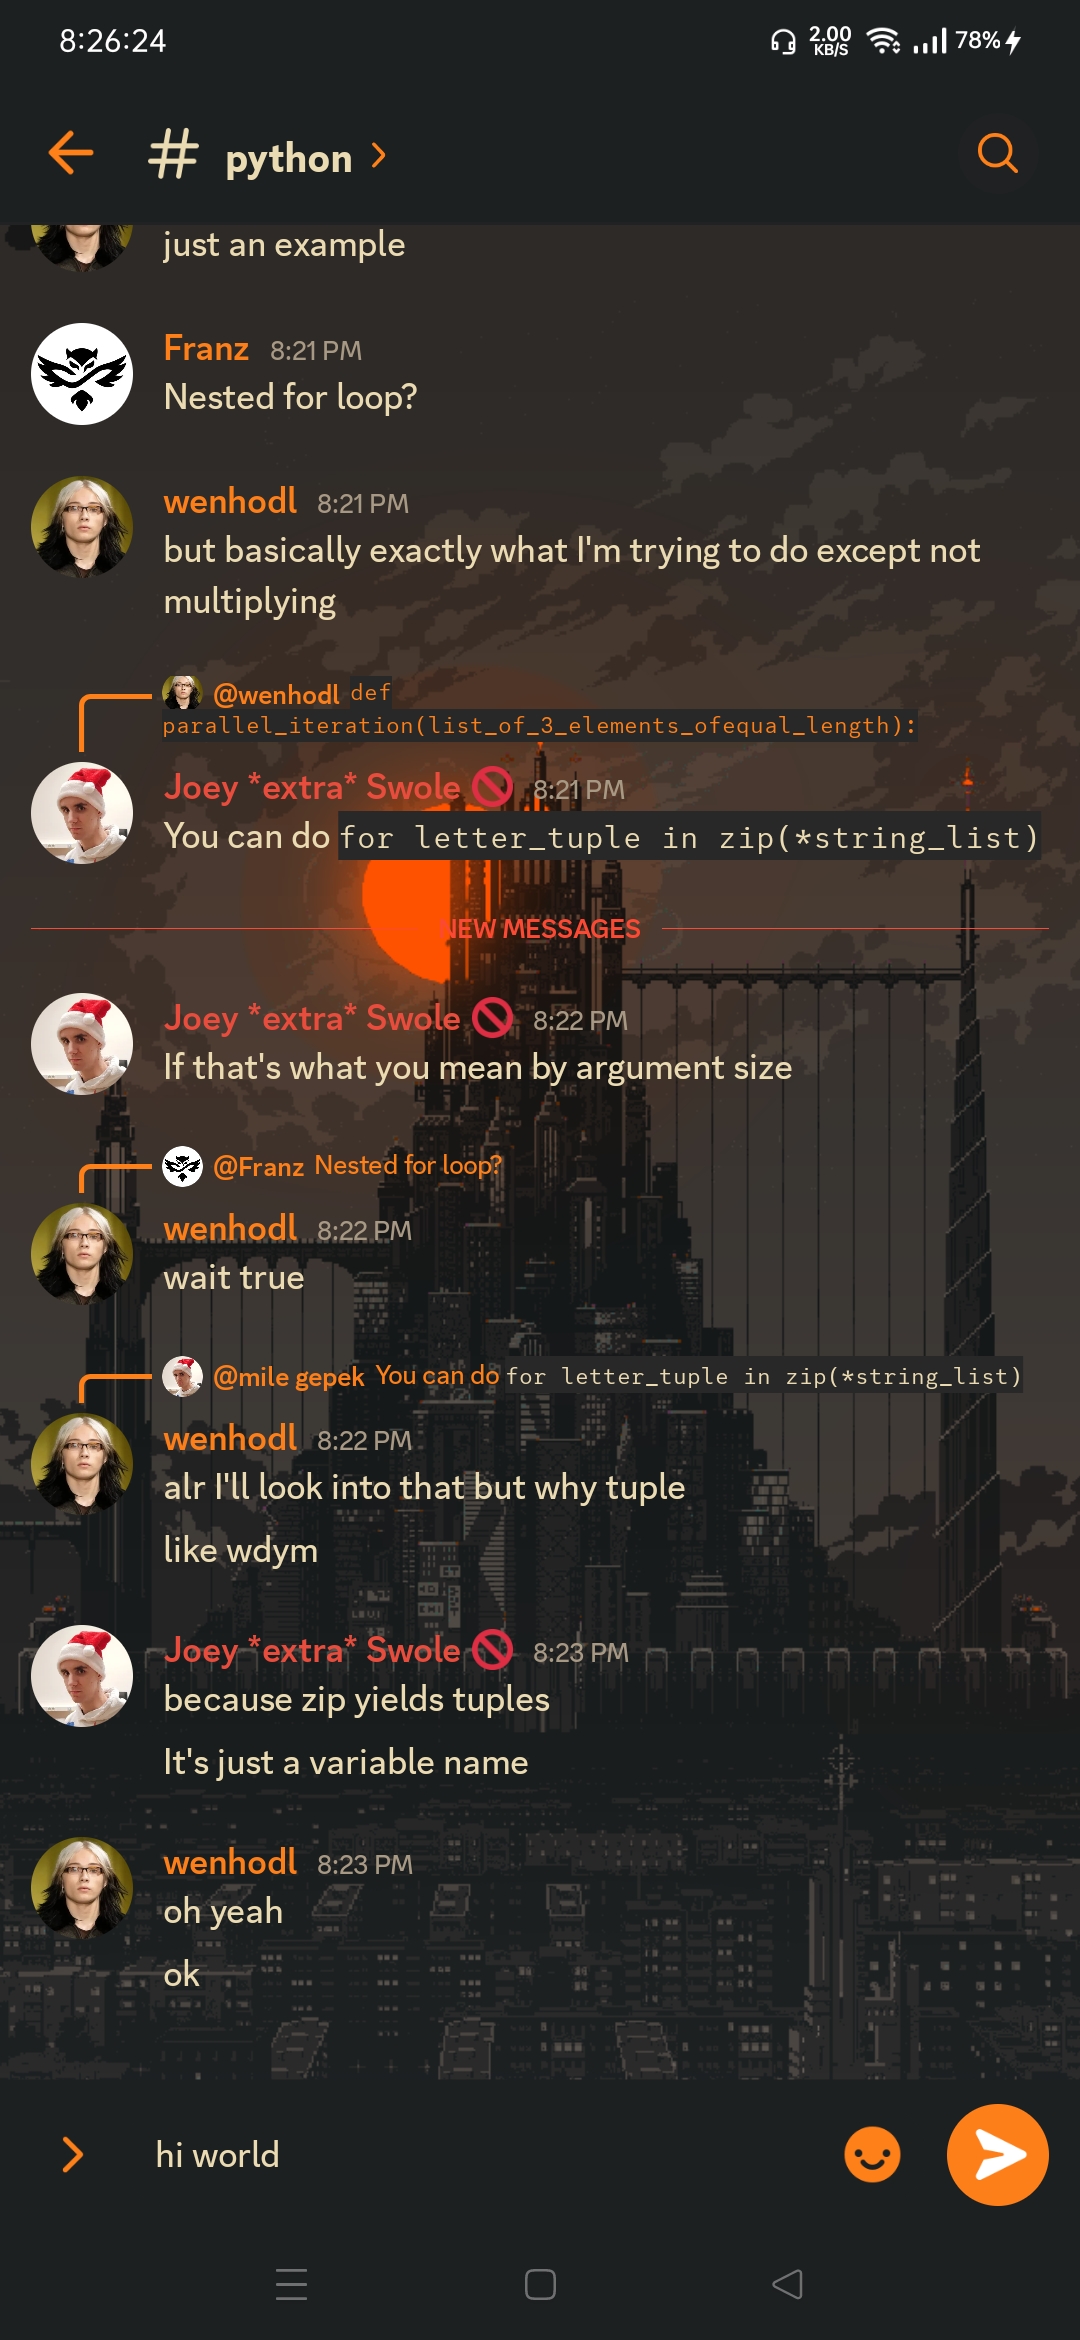 8:26:24
2.00
KB/S
78%
# python
just an example
Franz 8:21 PM
Nested for loop?
wenhodl 8:21 PM
but basically exactly what I'm trying to do except not
multiplying
@wenhodl def
parallel_iteration(list_of_3_elements_ofequal_length):
Joey *extra* Swole 8:21 PM
You can do for letter_tuple in zip(*string_list)
NEW MESSAGES
Joey *extra* Swole 8:22 PM
If that's what you mean by argument size
@Franz Nested for loop?
wenhodl 8:22 PM
wait true
@mile gepek You can do for letter_tuple in zip(*string_list)
wenhodl 8:22 PM
alr I'll look into that but why tuple
like wdym
Joey *extra* Swole 8:23 PM
because zip yields tuples
It's just a variable name
wenhodl 8:23 PM
oh yeah
ok
hi world